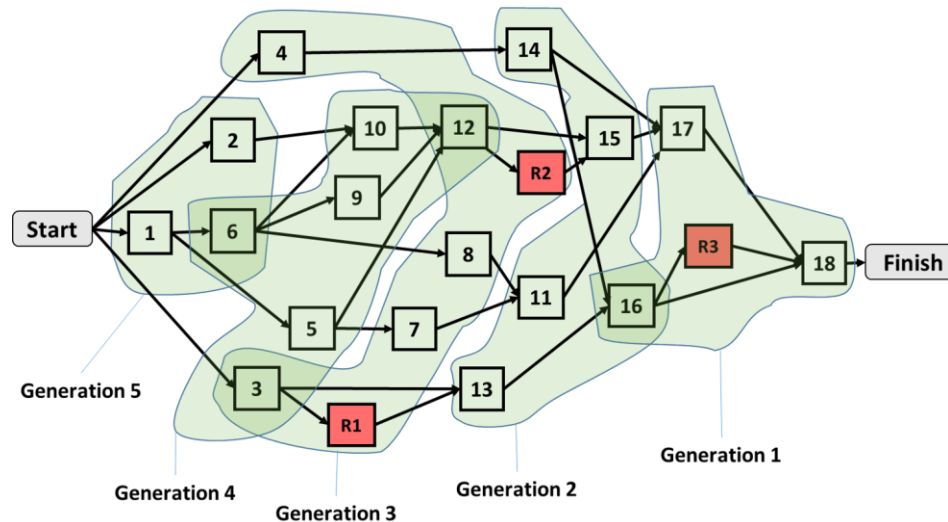 4
14
2
10
12
15
17
R2
9
Start
1
6
8
R3
18
Finish
11
16
5
7
3
13
R1
Generation 5
Generation 4
Generation 3
Generation 2
Generation 1